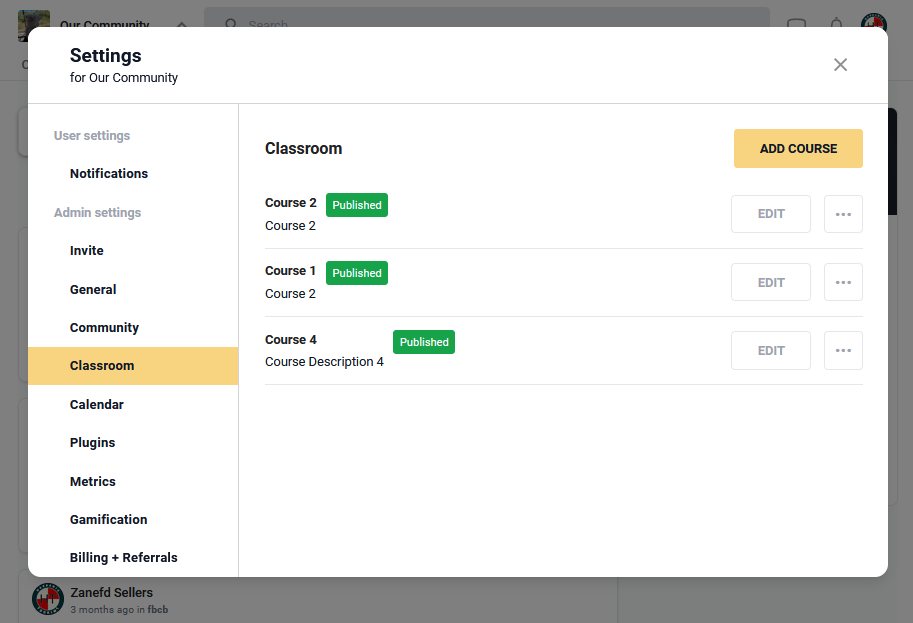 Our Community
Search
Settings
for Our Community
User settings
Notifications
Admin settings
Invite
General
Community
Classroom
Calendar
Plugins
Metrics
Gamification
Billing + Referrals
Classroom
ADD COURSE
Course 2
Published
Course 2
EDIT
Course 1
Published
Course 2
EDIT
Course 4
Published
Course Description 4
EDIT
Zanefd Sellers
3 months ago in fbcb